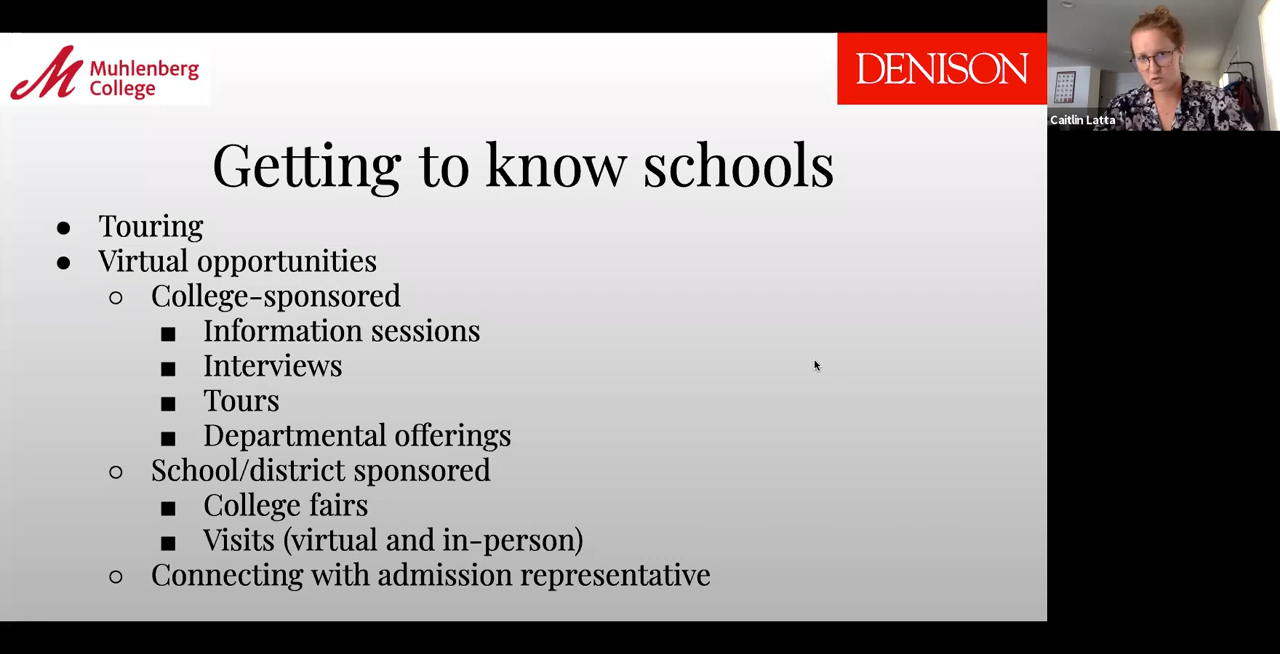 Muhlenberg
College
DENISON
Caitlin Latta
Getting to know schools
● Touring
● Virtual opportunities
○ College-sponsored
■ Information sessions
■ Interviews
■ Tours
■ Departmental offerings
○ School/district sponsored
■ College fairs
■ Visits (virtual and in-person)
○ Connecting with admission representative